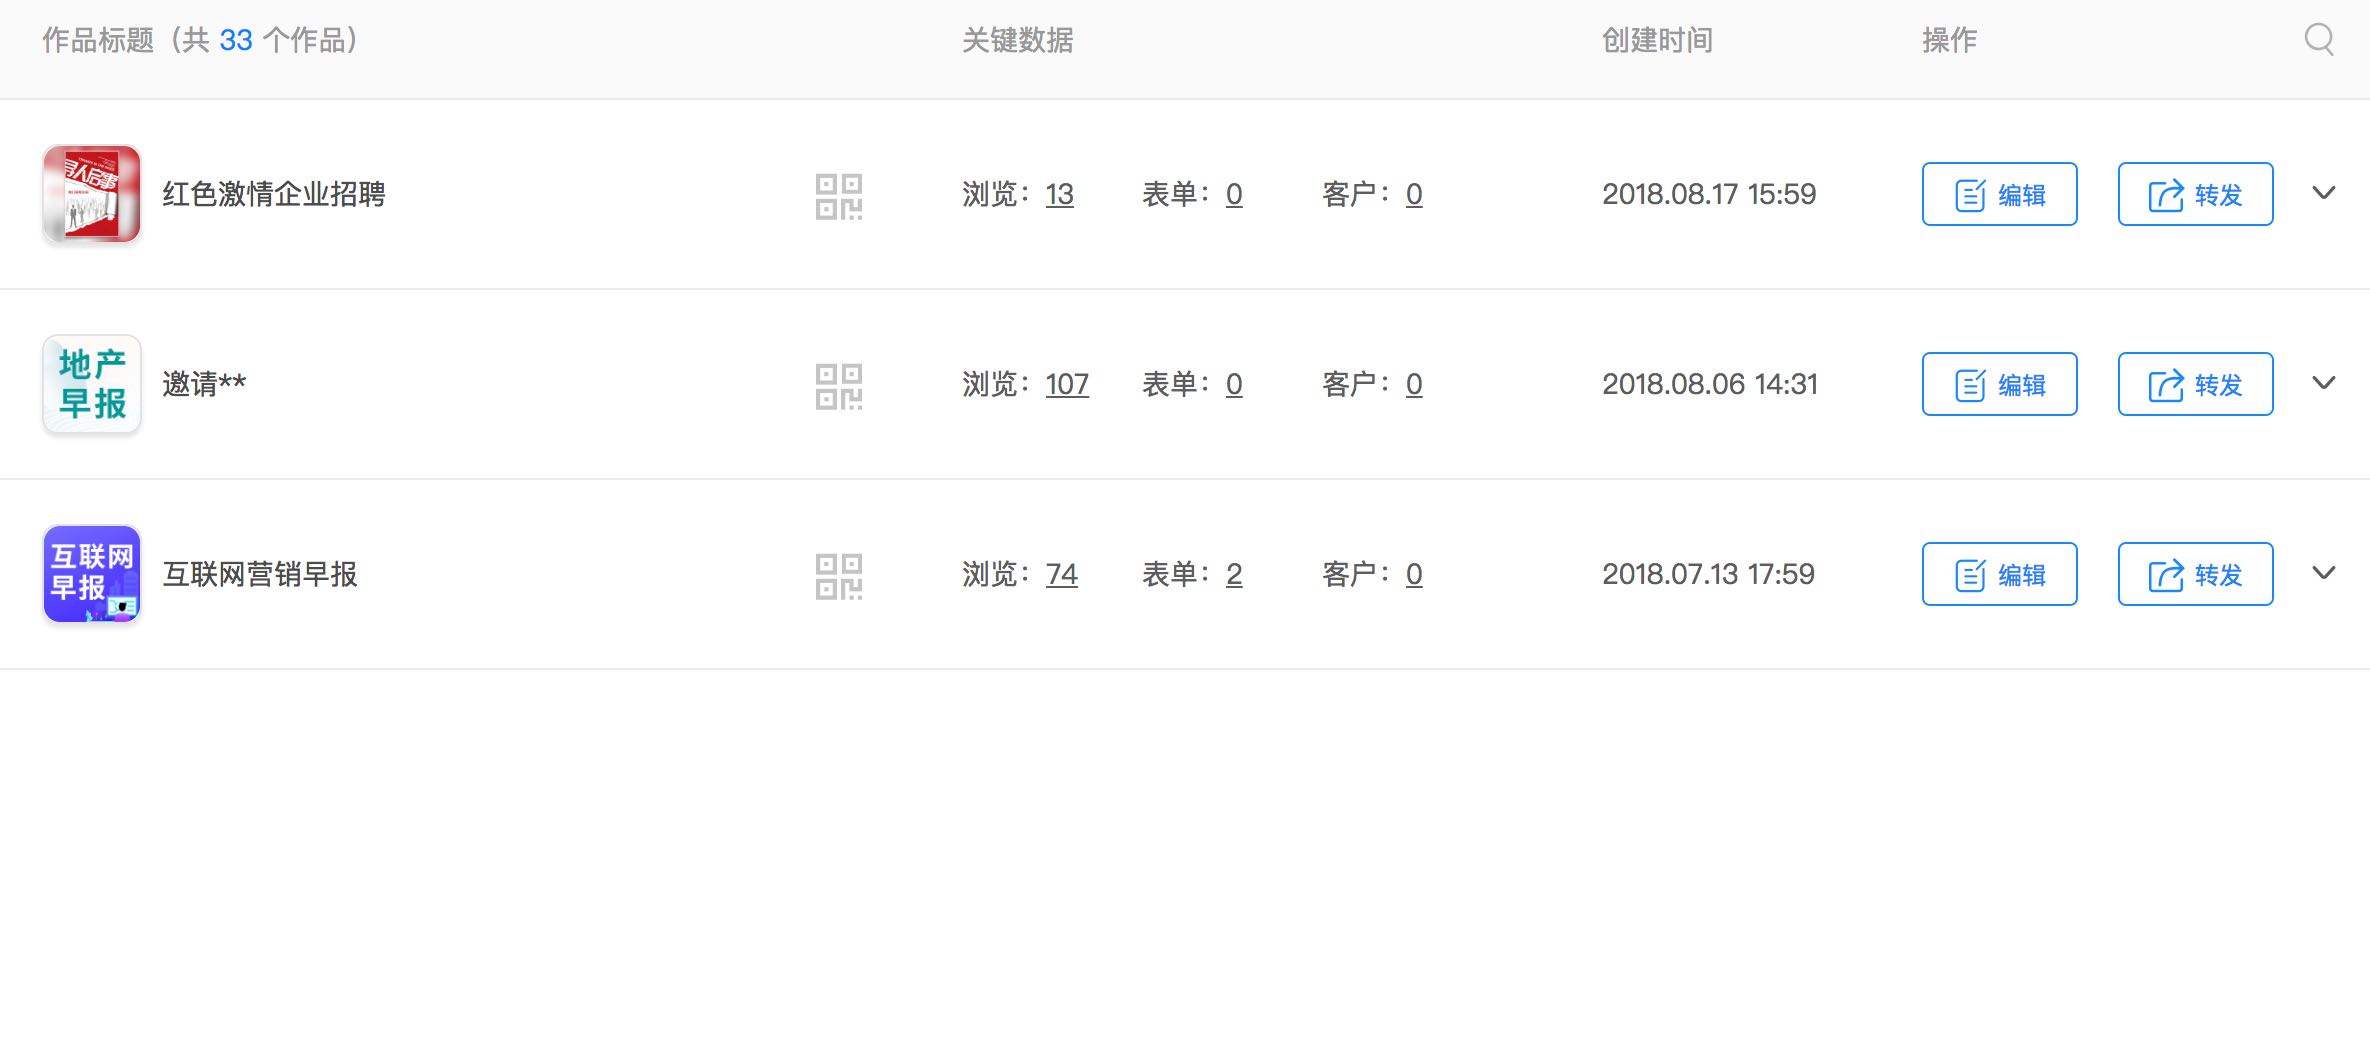 作品标题（共 33 个作品） 关键数据 创建时间 操作
寻人启事
红色激情企业招聘 浏览：13 表单：0 客户：0 2018.08.17 15:59 编辑 转发
地产
早报
邀请** 浏览：107 表单：0 客户：0 2018.08.06 14:31 编辑 转发
互联网
早报
互联网营销早报 浏览：74 表单：2 客户：0 2018.07.13 17:59 编辑 转发